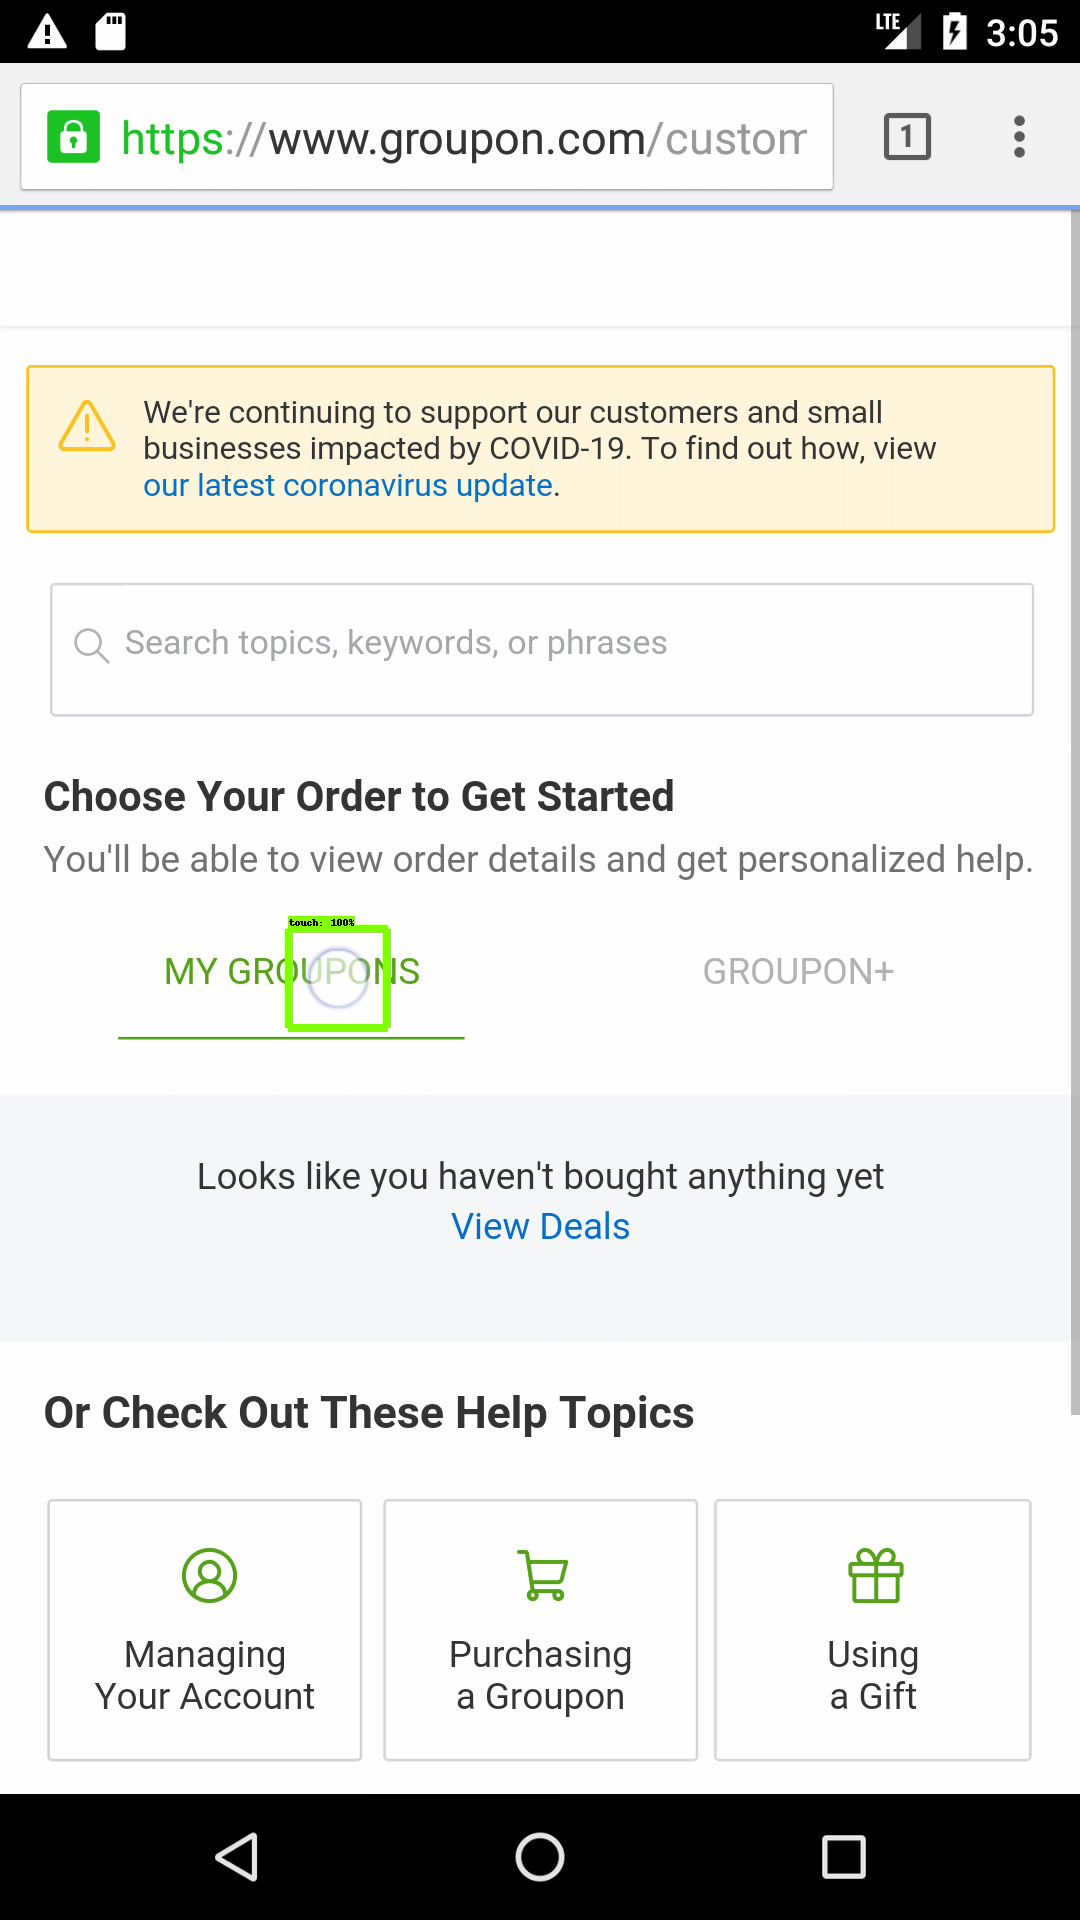 LTE 3:05
https://www.groupon.com/custom
1
We're continuing to support our customers and small
businesses impacted by COVID-19. To find out how, view
our latest coronavirus update.
Search topics, keywords, or phrases
Choose Your Order to Get Started
You'll be able to view order details and get personalized help.
touch: 100%
MY GROUPONS GROUPON+
Looks like you haven't bought anything yet
View Deals
Or Check Out These Help Topics
Managing
Your Account
Purchasing
a Groupon
Using
a Gift